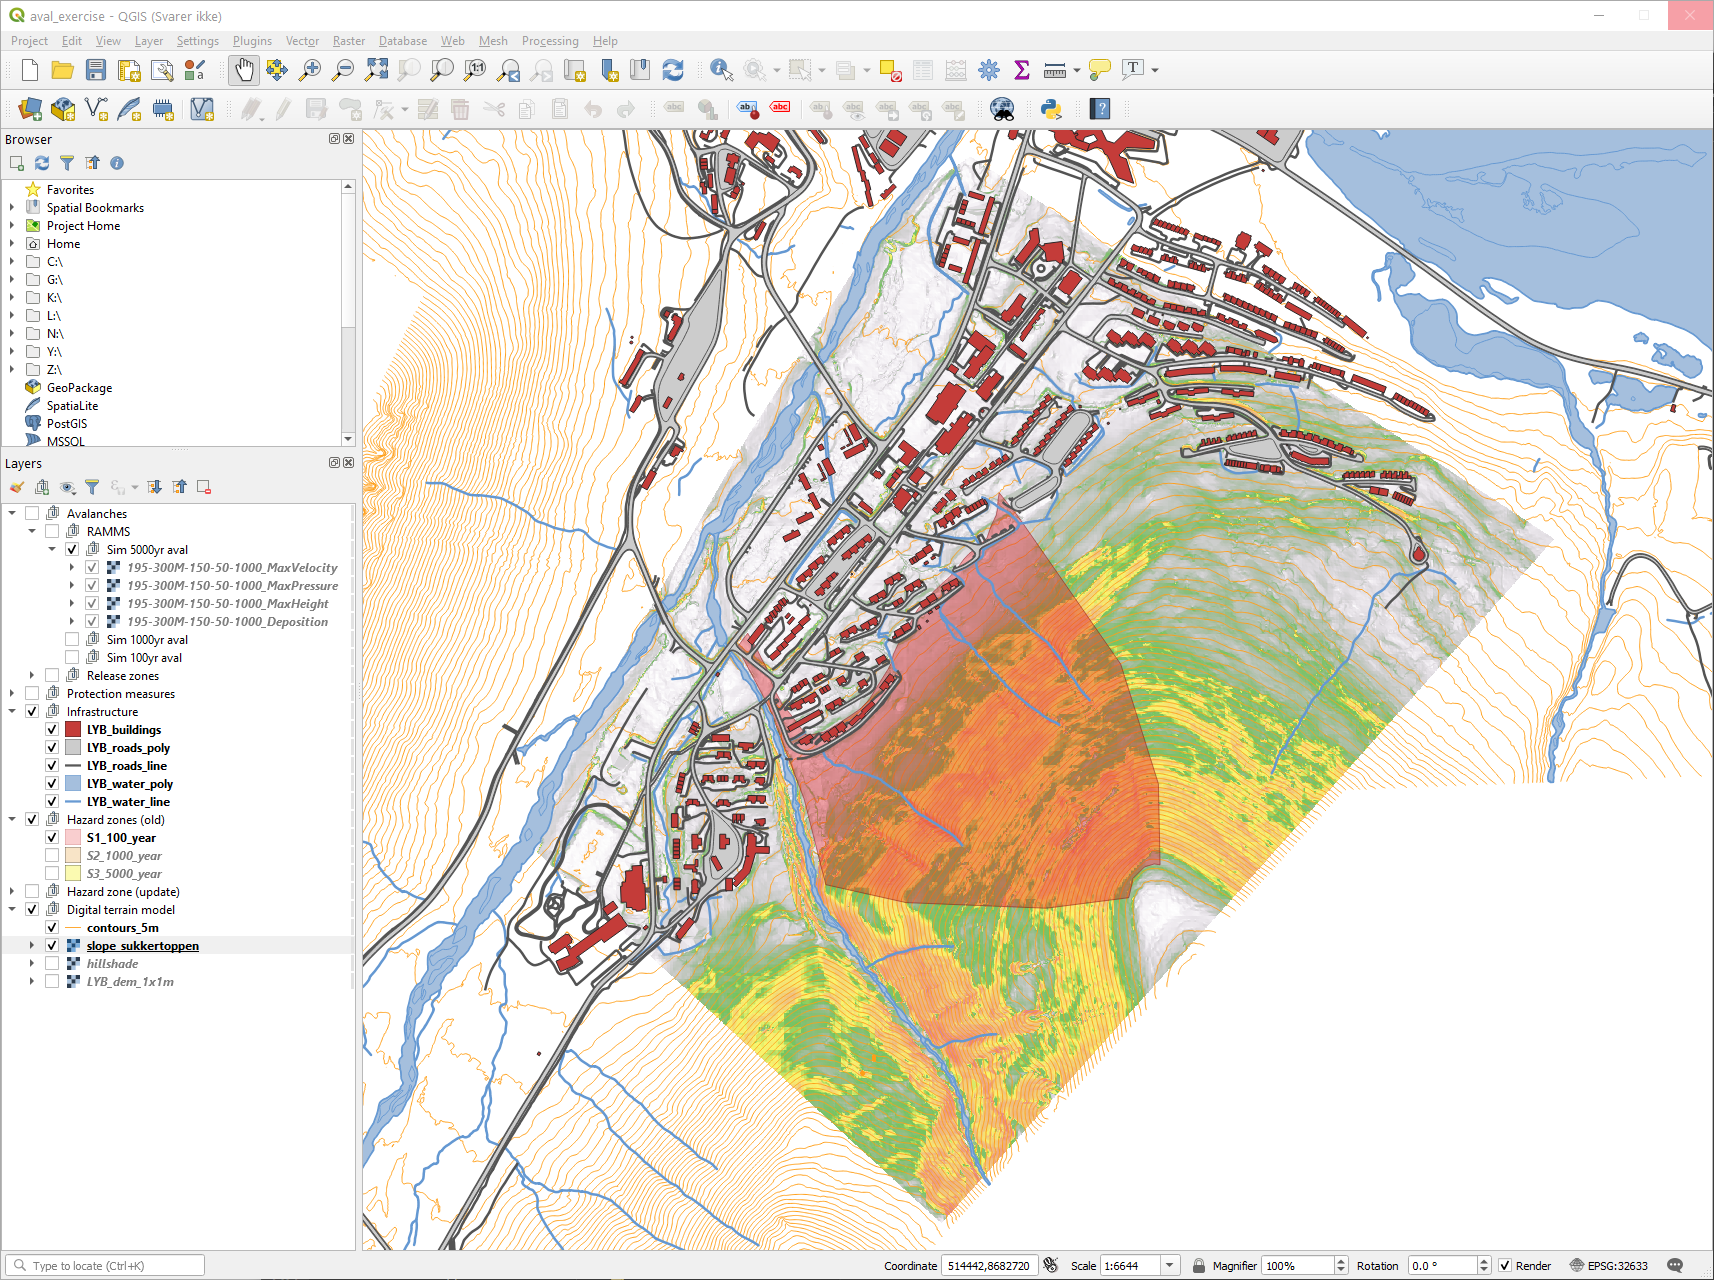 aval_exercise - QGIS (Svarer ikke)
Project Edit View Layer Settings Plugins Vector Raster Database Web Mesh Processing Help
Browser
Favorites
Spatial Bookmarks
Project Home
Home
C:\
G:\
K:\
L:\
N:\
Y:\
Z:\
GeoPackage
SpatiaLite
PostGIS
MSSQL
Layers
Avalanches
RAMMS
Sim 5000yr aval
195-300M-150-50-1000_MaxVelocity
195-300M-150-50-1000_MaxPressure
195-300M-150-50-1000_MaxHeight
195-300M-150-50-1000_Deposition
Sim 1000yr aval
Sim 100yr aval
Release zones
Protection measures
Infrastructure
LYB_buildings
LYB_roads_poly
LYB_roads_line
LYB_water_poly
LYB_water_line
Hazard zones (old)
S1_100_year
S2_1000_year
S3_5000_year
Hazard zone (update)
Digital terrain model
contours_5m
slope_sukkertoppen
hillshade
LYB_dem_1x1m
Type to locate (Ctrl+K)
Coordinate 514442,8682720 Scale 1:6644 Magnifier 100% Rotation 0.0 ° Render EPSG:32633